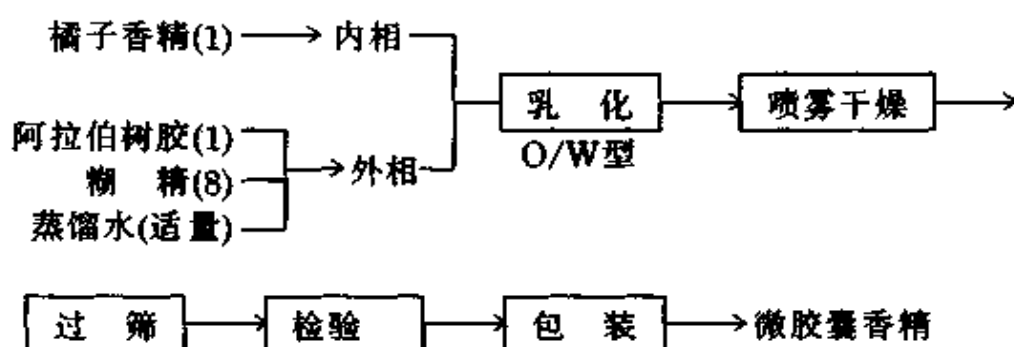 橘子香精(1) 内相
乳 化 喷雾干燥
阿拉伯树胶(1)
O/W型
糊 精(8) 外相
蒸馏水(适量)
过 筛 检验 包 装 微胶囊香精